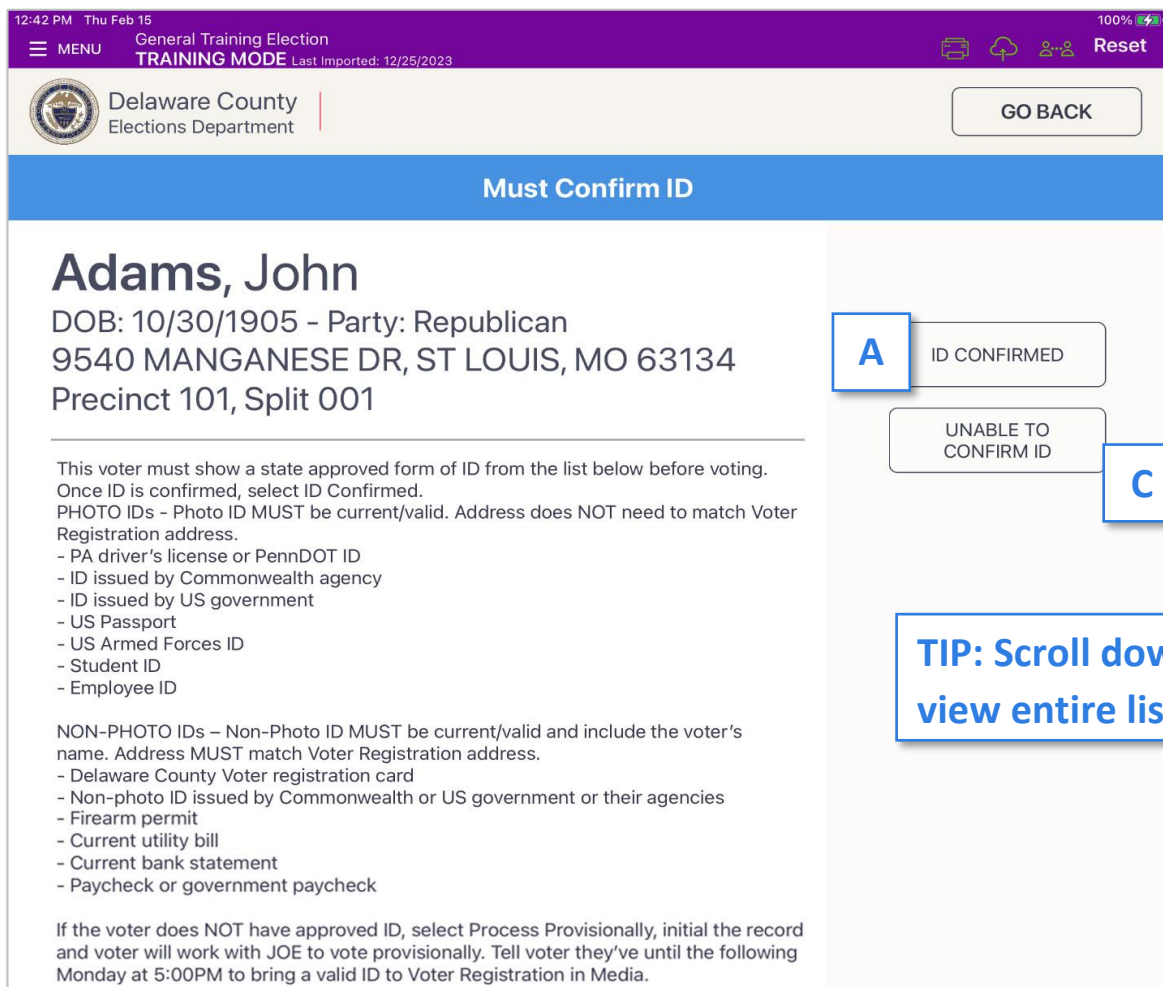 12:42 PM Thu Feb 15
100%
MENU
General Training Election
TRAINING MODE Last Imported: 12/25/2023
Reset
Delaware County
Elections Department
GO BACK
Must Confirm ID
Adams, John
DOB: 10/30/1905 - Party: Republican
9540 MANGANESE DR, ST LOUIS, MO 63134
Precinct 101, Split 001
A
ID CONFIRMED
UNABLE TO
CONFIRM ID
C
This voter must show a state approved form of ID from the list below before voting.
Once ID is confirmed, select ID Confirmed.
PHOTO IDs - Photo ID MUST be current/valid. Address does NOT need to match Voter
Registration address.
- PA driver's license or PennDOT ID
- ID issued by Commonwealth agency
- ID issued by US government
- US Passport
- US Armed Forces ID
- Student ID
- Employee ID
TIP: Scroll
view entire
NON-PHOTO IDs – Non-Photo ID MUST be current/valid and include the voter's
name. Address MUST match Voter Registration address.
- Delaware County Voter registration card
- Non-photo ID issued by Commonwealth or US government or their agencies
- Firearm permit
- Current utility bill
- Current bank statement
- Paycheck or government paycheck
If the voter does NOT have approved ID, select Process Provisionally, initial the record
and voter will work with JOE to vote provisionally. Tell voter they've until the following
Monday at 5:00PM to bring a valid ID to Voter Registration in Media.